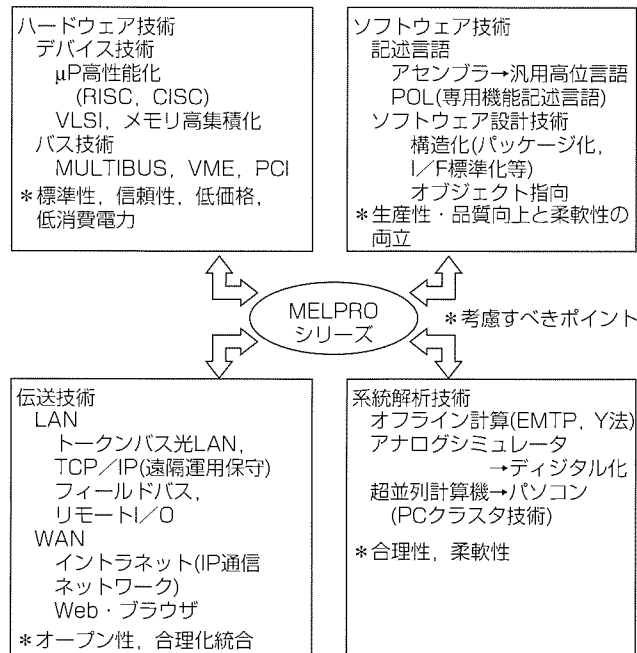 ハードウェア技術
デバイス技術
μP高性能化
(RISC，CISC)
VLSI，メモリ高集積化
バス技術
MULTIBUS，VME，PCI
＊標準性，信頼性，低価格，
低消費電力
ソフトウェア技術
記述言語
アセンブラ→汎用高位言語
POL(専用機能記述言語)
ソフトウェア設計技術
構造化(パッケージ化，
I／F標準化等)
オブジェクト指向
＊生産性・品質向上と柔軟性の
両立
MELPRO
シリーズ
＊考慮すべきポイント
伝送技術
LAN
トークンバス光LAN，
TCP／IP(遠隔運用保守)
フィールドバス，
リモートI／O
WAN
イントラネット(IP通信
ネットワーク)
Web・ブラウザ
＊オープン性，合理化統合
系統解析技術
オフライン計算(EMTP，Y法)
アナログシミュレータ
→ディジタル化
超並列計算機→パソコン
(PCクラスタ技術)
＊合理性，柔軟性